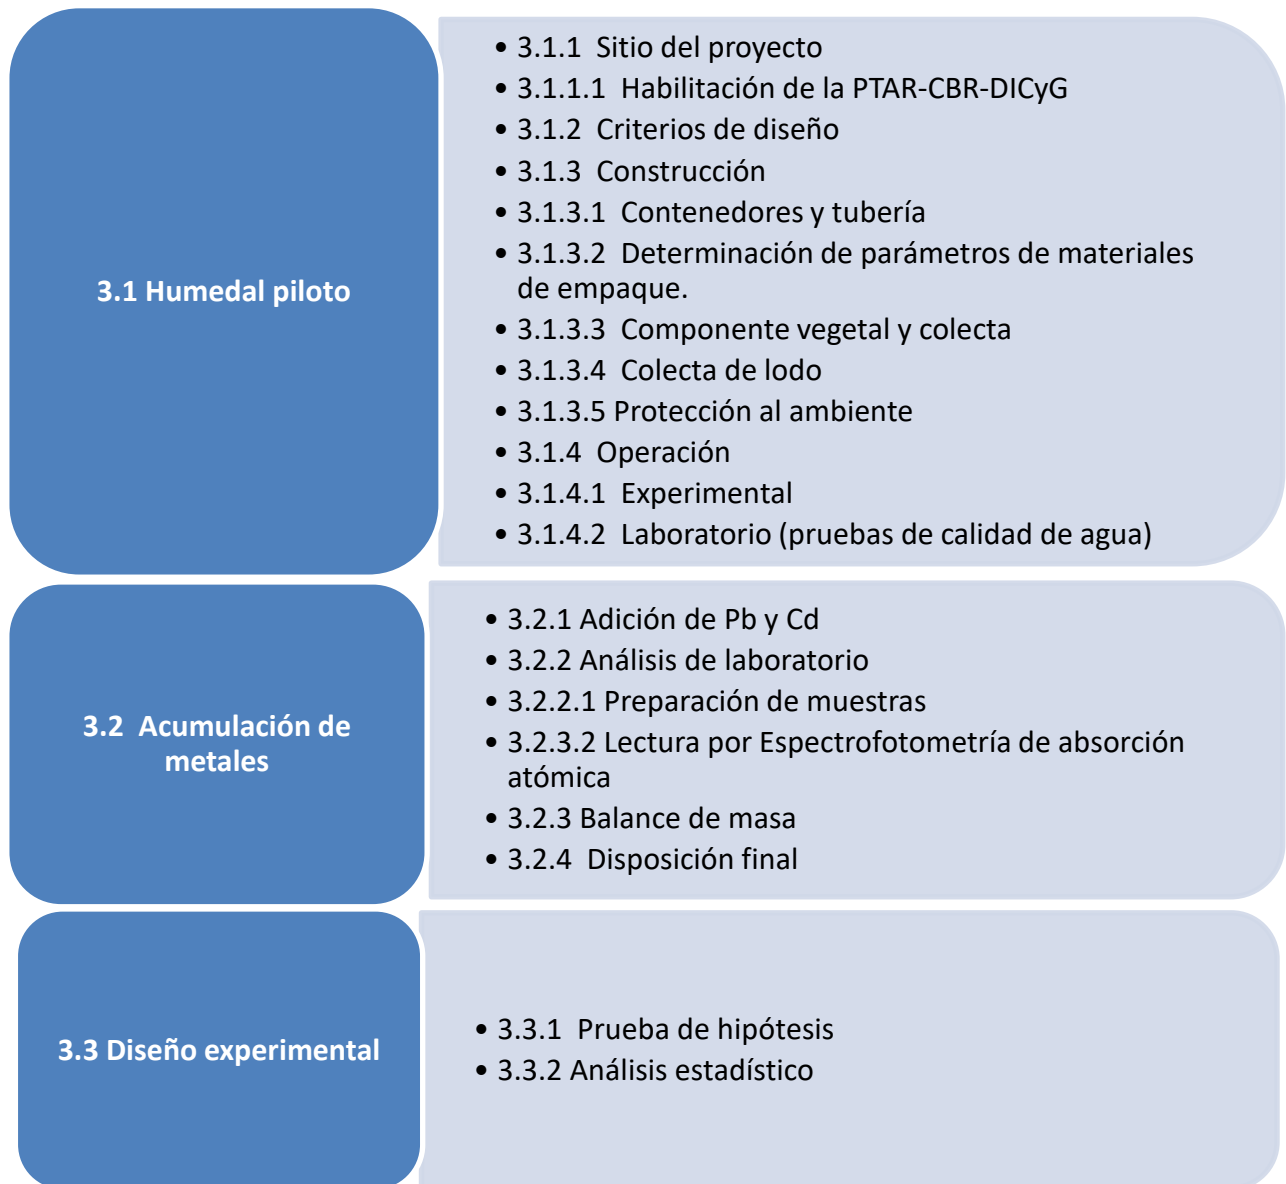 3.1 Humedal piloto
• 3.1.1 Sitio del proyecto
• 3.1.1.1 Habilitación de la PTAR-CBR-DICyG
• 3.1.2 Criterios de diseño
• 3.1.3 Construcción
• 3.1.3.1 Contenedores y tubería
• 3.1.3.2 Determinación de parámetros de materiales
de empaque.
• 3.1.3.3 Componente vegetal y colecta
• 3.1.3.4 Colecta de lodo
• 3.1.3.5 Protección al ambiente
• 3.1.4 Operación
• 3.1.4.1 Experimental
• 3.1.4.2 Laboratorio (pruebas de calidad de agua)
3.2 Acumulación de
metales
• 3.2.1 Adición de Pb y Cd
• 3.2.2 Análisis de laboratorio
• 3.2.2.1 Preparación de muestras
• 3.2.3.2 Lectura por Espectrofotometría de absorción
atómica
• 3.2.3 Balance de masa
• 3.2.4 Disposición final
3.3 Diseño experimental
• 3.3.1 Prueba de hipótesis
• 3.3.2 Análisis estadístico